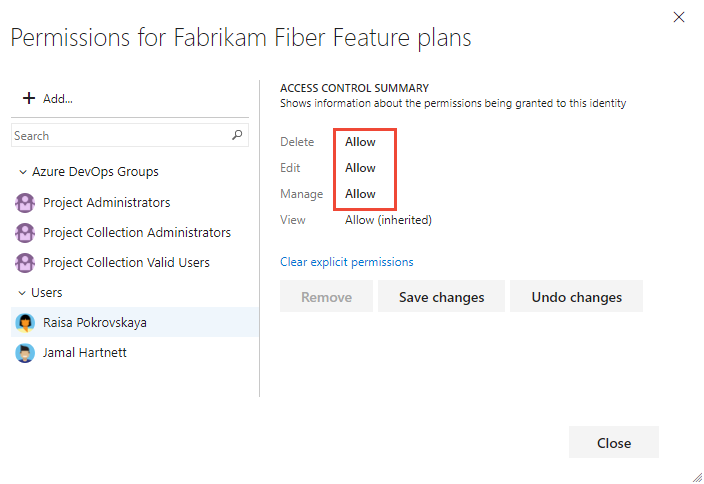 Permissions for Fabrikam Fiber Feature plans
Add...
Search
Azure DevOps Groups
Project Administrators
Project Collection Administrators
Project Collection Valid Users
Users
Raisa Pokrovskaya
Jamal Hartnett
ACCESS CONTROL SUMMARY
Shows information about the permissions being granted to this identity
Delete Allow
Edit Allow
Manage Allow
View Allow (inherited)
Clear explicit permissions
Remove Save changes Undo changes
Close